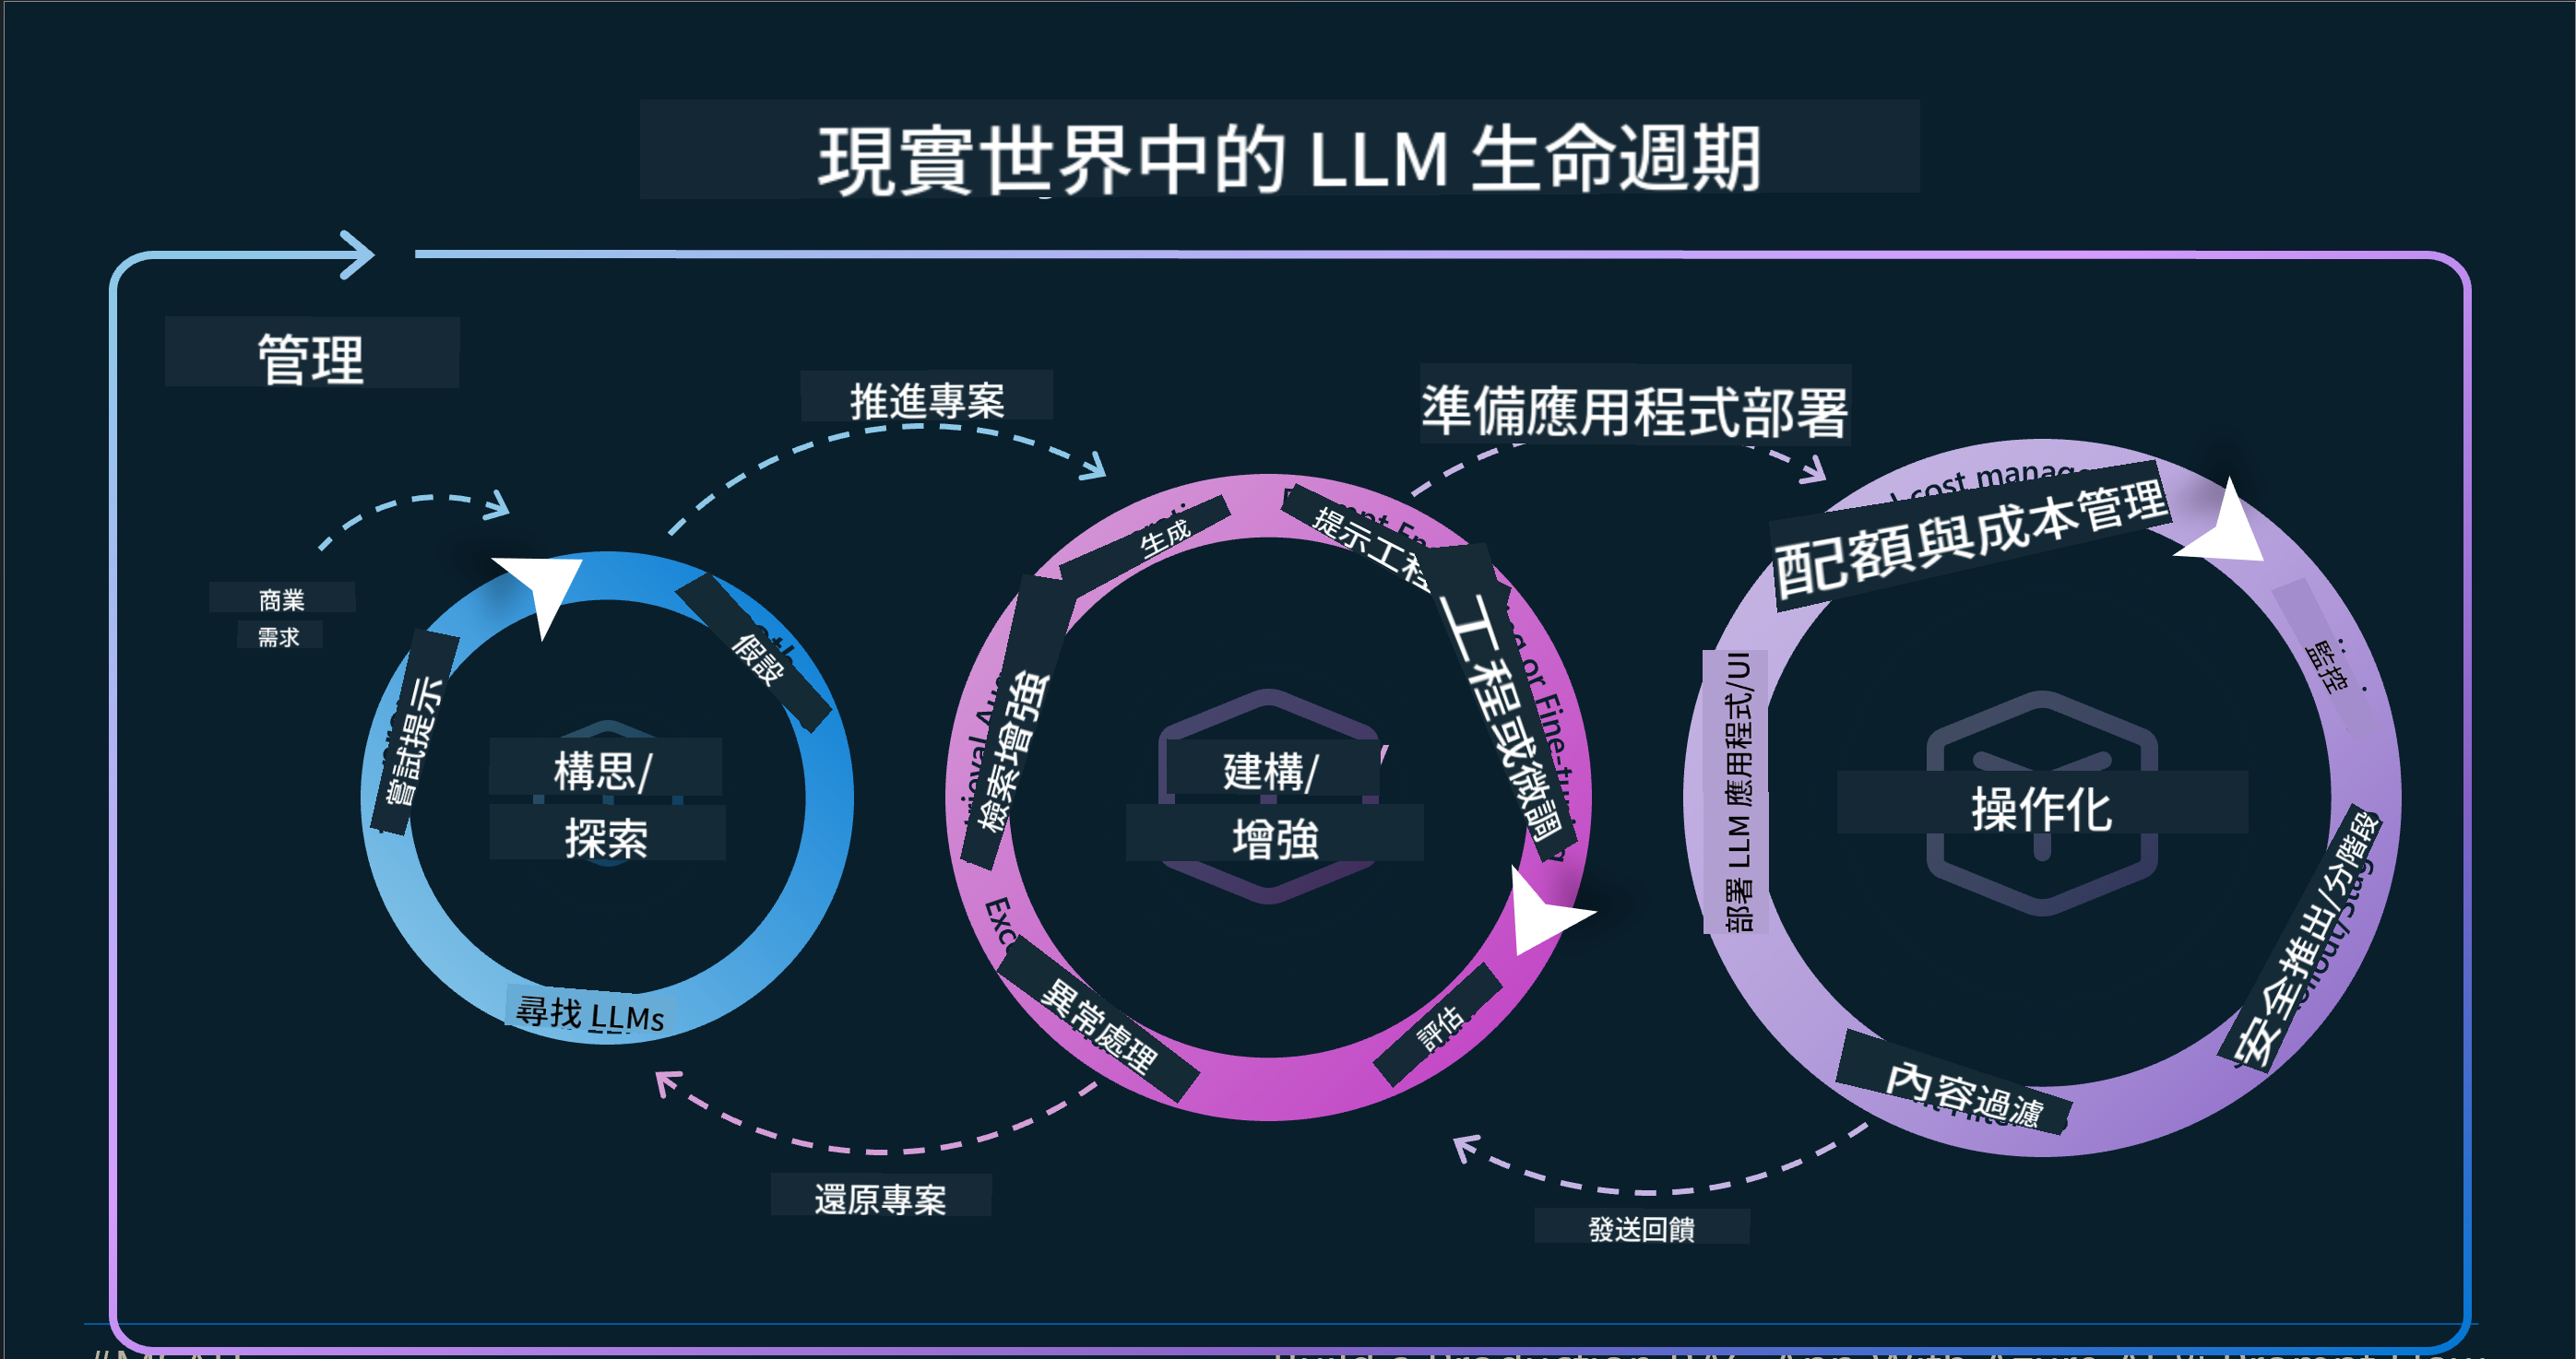 現實世界中的 LLM 生命週期
管理
推進專案
準備應用程式部署
商業
需求
嘗試提示
假設
構思/
探索
尋找 LLMs
生成
提示工程
工程或微調
or Fine-tu
檢索增強
建構/
增強
異常處理
評估
cost manag
配額與成本管理
監控
部署 LLM 應用程式/UI
操作化
安全推出/分階段
內容過濾
還原專案
發送回饋